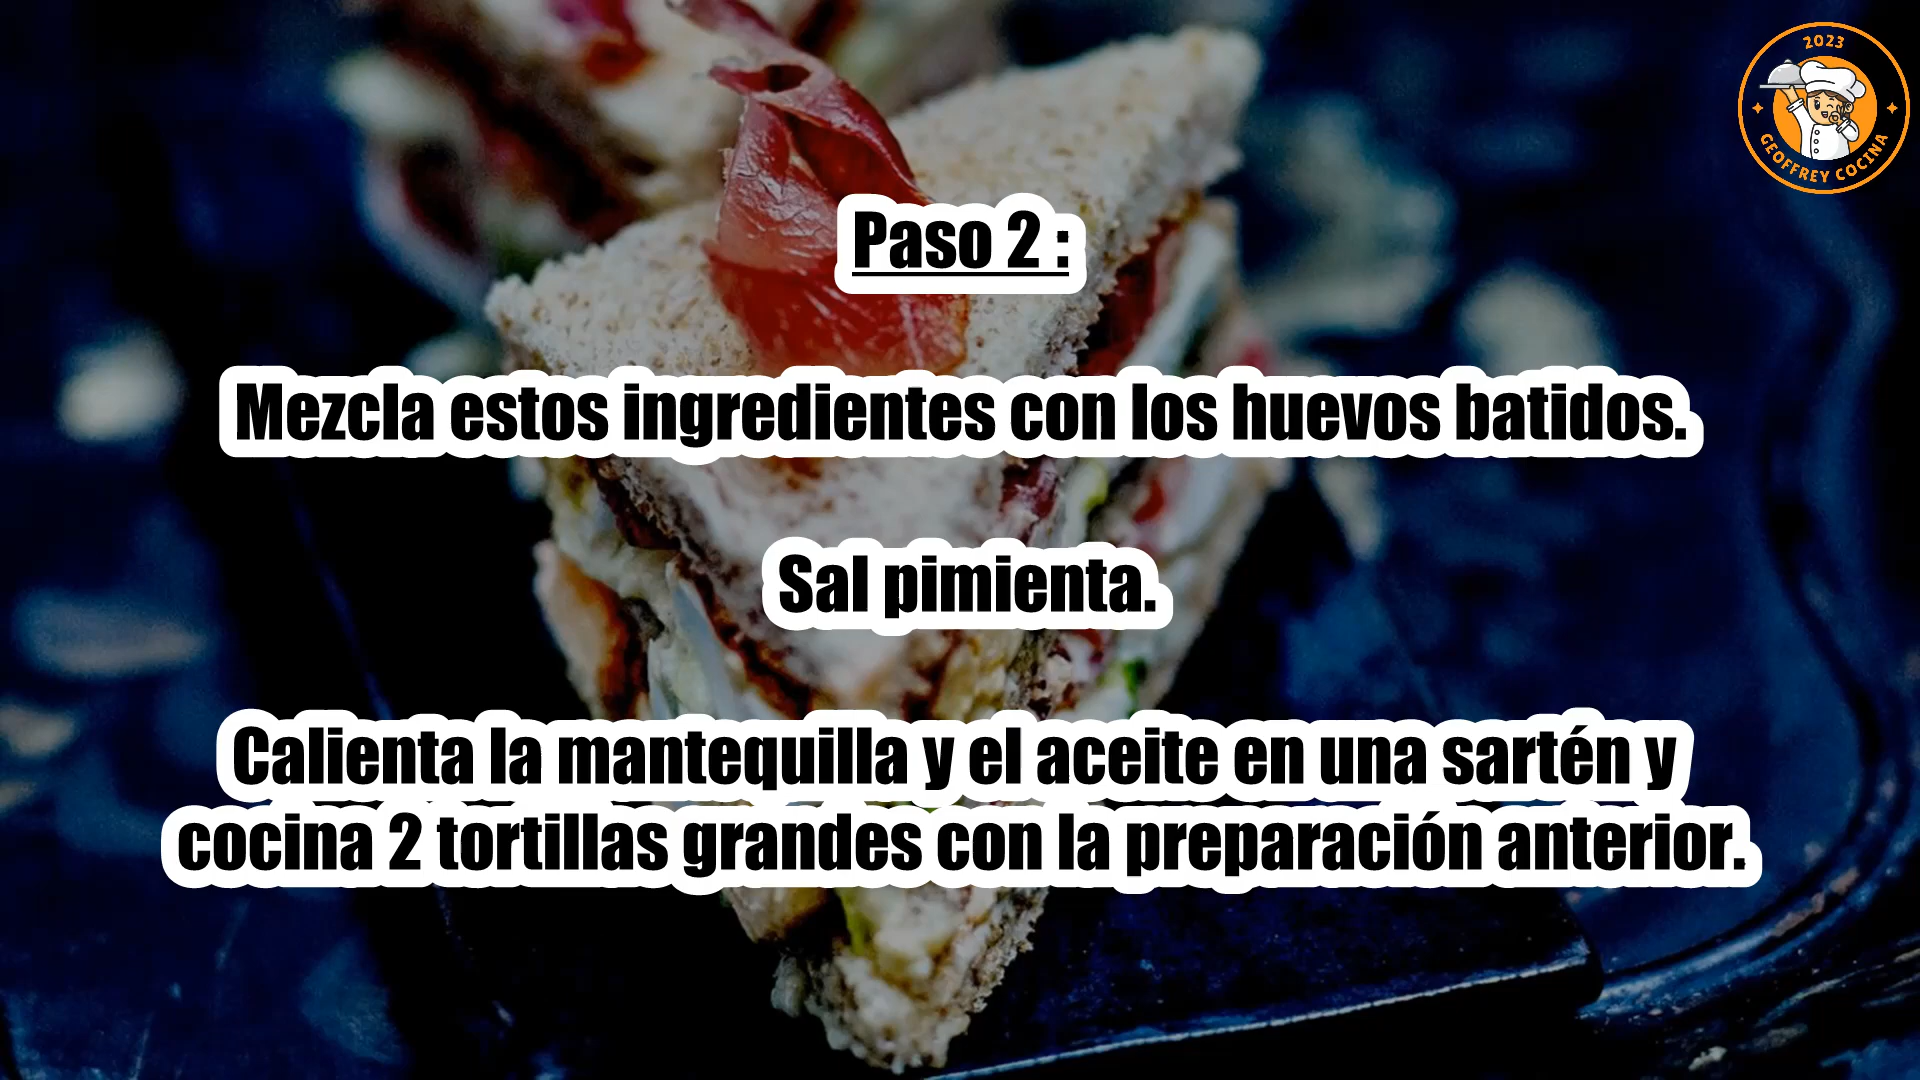 2023
GEOFFREY COCINA
Paso 2 :
Mezcla estos ingredientes con los huevos batidos.
Sal pimienta.
Calienta la mantequilla y el aceite en una sartén y
cocina 2 tortillas grandes con la preparación anterior.